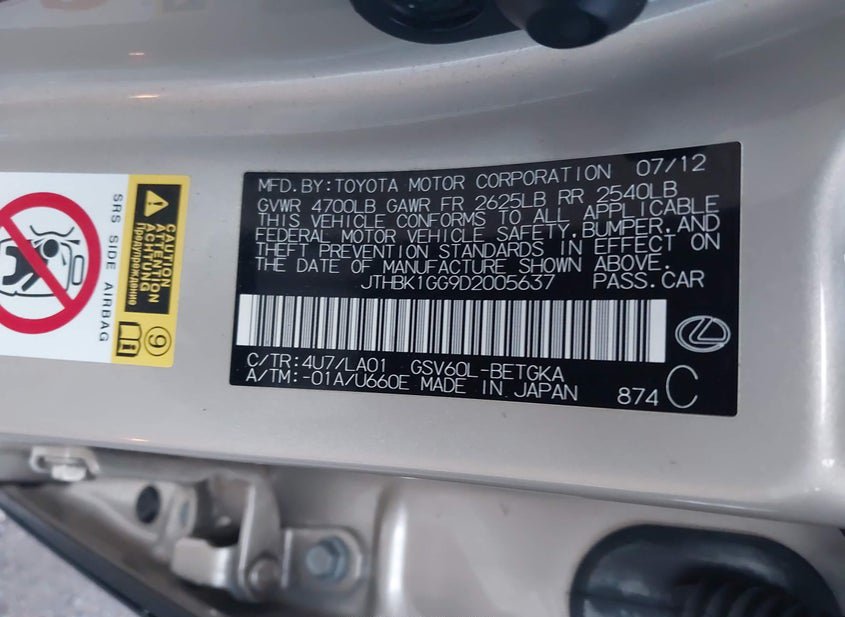 MFD. BY: TOYOTA MOTOR CORPORATION 07/12
GVWR 4700LB GAWR FR 2625LB RR 2540LB
THIS VEHICLE CONFORMS TO ALL APPLICABLE
FEDERAL MOTOR VEHICLE SAFETY, BUMPER, AND
THEFT PREVENTION STANDARDS IN EFFECT ON
THE DATE OF MANUFACTURE SHOWN ABOVE.
JTHBK1GG9D2005637 PASS.CAR
C/TR:4U7/LA01 GSV60L-BETGKA
A/TM:-01A/U660E MADE IN JAPAN 874 C
SRS SIDE AIRBAG
CAUTION
ATTENTION
ACHTUNG
Предупреждение
9